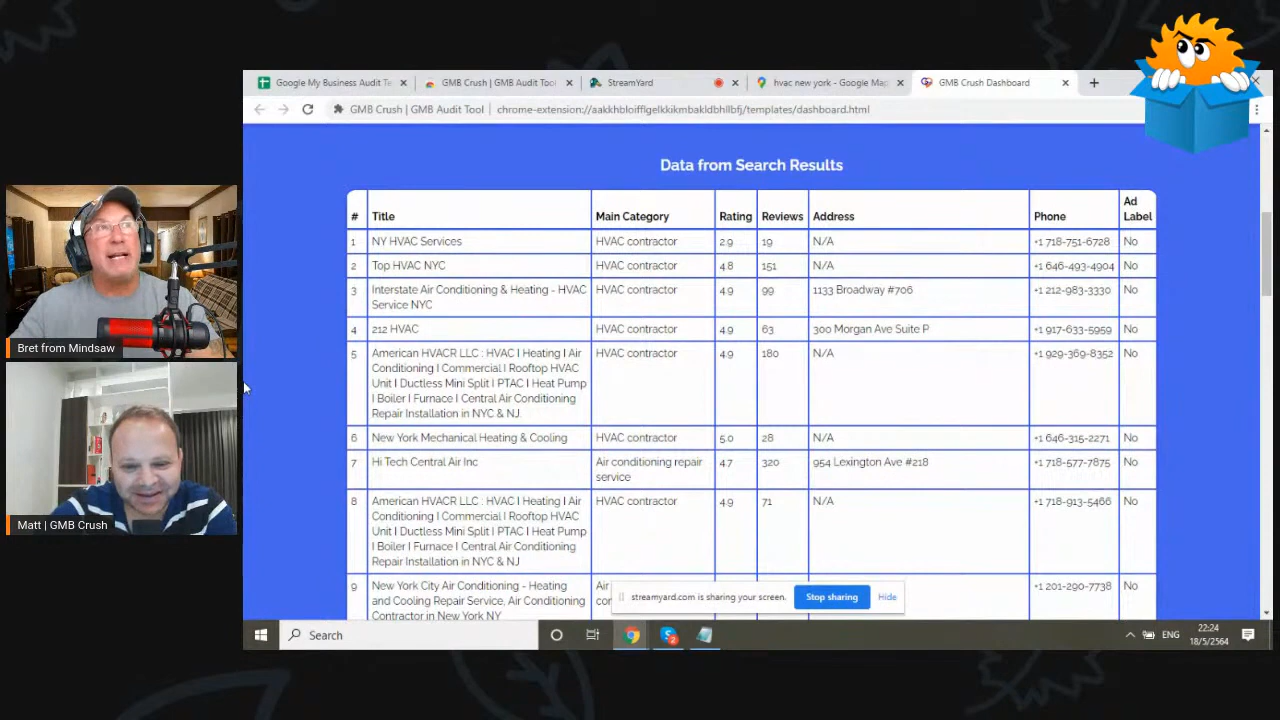 Google My Business Audit Te
GMB Crush | GMB Audit Tool
StreamYard
hvac new york - Google Map
GMB Crush Dashboard
GMB Crush | GMB Audit Tool | chrome-extension://aakkhbloifflgelkkikmbakldbhllbfj/templates/dashboard.html
Data from Search Results
# Title Main Category Rating Reviews Address Phone Ad Label
1 NY HVAC Services HVAC contractor 2.9 19 N/A +1 718-751-6728 No
2 Top HVAC NYC HVAC contractor 4.8 151 N/A +1 646-493-4904 No
3 Interstate Air Conditioning & Heating - HVAC HVAC contractor 4.9 99 1133 Broadway #706 +1 212-983-3330 No
Service NYC
4 212 HVAC HVAC contractor 4.9 63 300 Morgan Ave Suite P +1 917-633-5959 No
5 American HVACR LLC : HVAC I Heating I Air HVAC contractor 4.9 180 N/A +1 929-369-8352 No
Conditioning I Commercial I Rooftop HVAC
Unit I Ductless Mini Split I PTAC I Heat Pump
I Boiler I Furnace I Central Air Conditioning
Repair Installation in NYC & NJ.
6 New York Mechanical Heating & Cooling HVAC contractor 5.0 28 N/A +1 646-315-2271 No
7 Hi Tech Central Air Inc Air conditioning repair 4.7 320 954 Lexington Ave #218 +1 718-577-7875 No
service
8 American HVACR LLC : HVAC I Heating I Air HVAC contractor 4.9 71 N/A +1 718-913-5466 No
Conditioning I Commercial I Rooftop HVAC
Unit I Ductless Mini Split I PTAC I Heat Pump
I Boiler I Furnace I Central Air Conditioning
Repair Installation in NYC & NJ
9 New York City Air Conditioning - Heating Air +1 201-290-7738 No
and Cooling Repair Service, Air Conditioning con
Contractor in New York NY
streamyard.com is sharing your screen.
Stop sharing
Hide
Bret from Mindsaw
Matt | GMB Crush
Search
ENG
22:24
18/5/2564